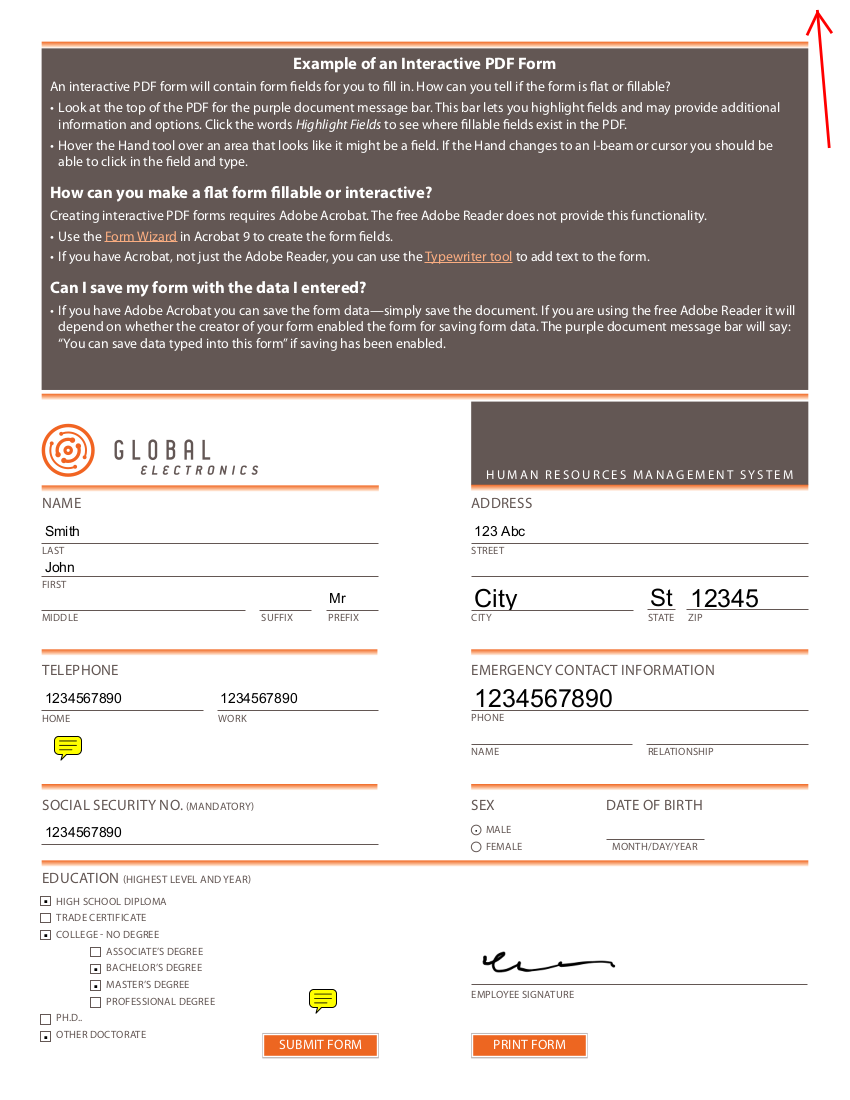 Example of an Interactive PDF Form
An interactive PDF form will contain form fields for you to fill in. How can you tell if the form is flat or fillable?
• Look at the top of the PDF for the purple document message bar. This bar lets you highlight fields and may provide additional
information and options. Click the words Highlight Fields to see where fillable fields exist in the PDF.
• Hover the Hand tool over an area that looks like it might be a field. If the Hand changes to an I-beam or cursor you should be
able to click in the field and type.
How can you make a flat form fillable or interactive?
Creating interactive PDF forms requires Adobe Acrobat. The free Adobe Reader does not provide this functionality.
• Use the Form Wizard in Acrobat 9 to create the form fields.
• If you have Acrobat, not just the Adobe Reader, you can use the Typewriter tool to add text to the form.
Can I save my form with the data I entered?
• If you have Adobe Acrobat you can save the form data—simply save the document. If you are using the free Adobe Reader it will
depend on whether the creator of your form enabled the form for saving form data. The purple document message bar will say:
“You can save data typed into this form” if saving has been enabled.
GLOBAL
ELECTRONICS
HUMAN RESOURCES MANAGEMENT SYSTEM
NAME
Smith
LAST
John
FIRST
Mr
MIDDLE SUFFIX PREFIX
ADDRESS
123 Abc
STREET
City St 12345
CITY STATE ZIP
TELEPHONE
1234567890 1234567890
HOME WORK
EMERGENCY CONTACT INFORMATION
1234567890
PHONE
NAME RELATIONSHIP
SOCIAL SECURITY NO. (MANDATORY)
1234567890
SEX DATE OF BIRTH
MALE
FEMALE MONTH/DAY/YEAR
EDUCATION (HIGHEST LEVEL AND YEAR)
HIGH SCHOOL DIPLOMA
TRADE CERTIFICATE
COLLEGE - NO DEGREE
ASSOCIATE'S DEGREE
BACHELOR'S DEGREE
MASTER'S DEGREE
PROFESSIONAL DEGREE
PH.D..
OTHER DOCTORATE
EMPLOYEE SIGNATURE
SUBMIT FORM PRINT FORM